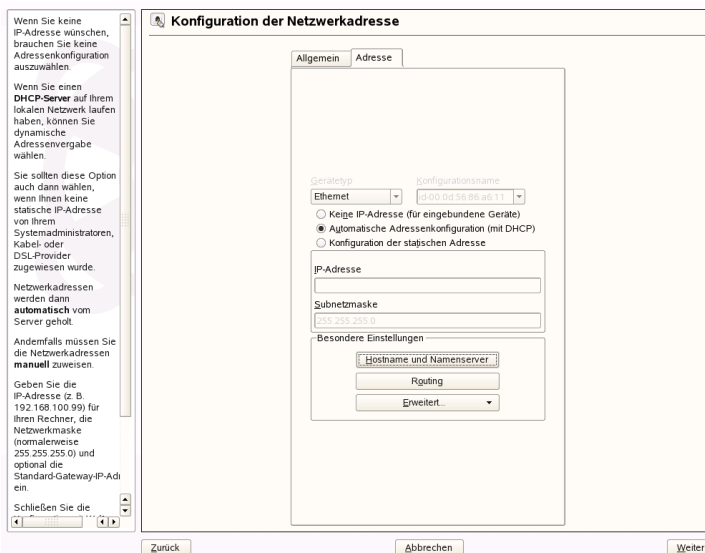 Wenn Sie keine
IP-Adresse wünschen,
brauchen Sie keine
Adressenkonfiguration
auszuwählen.
Wenn Sie einen
DHCP-Server auf Ihrem
lokalen Netzwerk laufen
haben, können Sie
dynamische
Adressenvergabe
wählen.
Sie sollten diese Option
auch dann wählen,
wenn Ihnen keine
statische IP-Adresse
von Ihrem
Systemadministratoren,
Kabel- oder
DSL-Provider
zugewiesen wurde.
Netzwerkadressen
werden dann
automatisch vom
Server geholt.
Andernfalls müssen Sie
die Netzwerkadressen
manuell zuweisen.
Geben Sie die
IP-Adresse (z. B.
192.168.100.99) für
Ihren Rechner, die
Netzwerkmaske
(normalerweise
255.255.255.0) und
optional die
Standard-Gateway-IP-Adr
ein.
Schließen Sie die
Konfiguration der Netzwerkadresse
Allgemein Adresse
Gerätetyp Konfigurationsname
Ethernet id-00:0d:56:86:a6:11
Keine IP-Adresse (für eingebundene Geräte)
Automatische Adressenkonfiguration (mit DHCP)
Konfiguration der statischen Adresse
IP-Adresse
Subnetzmaske
255.255.255.0
Besondere Einstellungen
Hostname und Namenserver
Routing
Erweitert...
Zurück Abbrechen Weiter